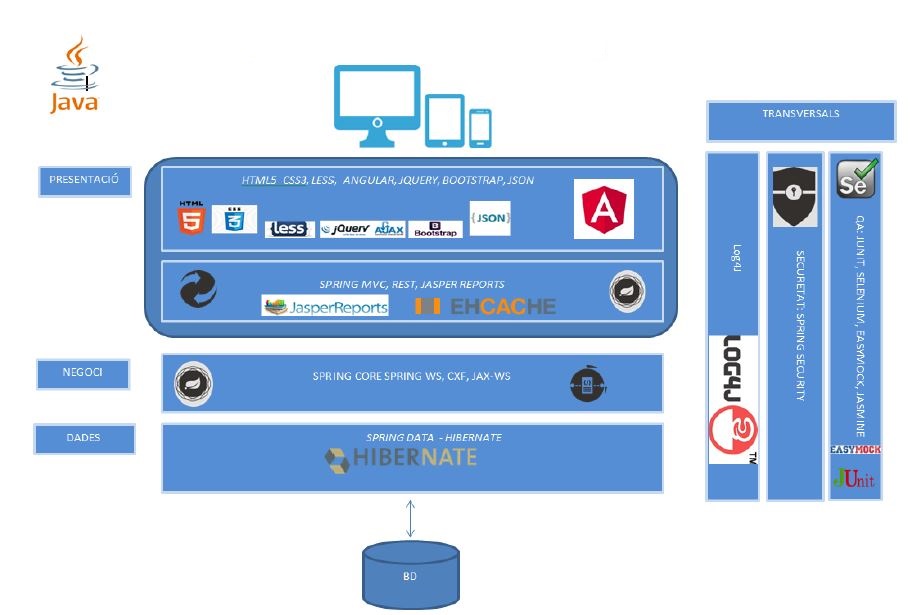 Java
TRANSVERSALS
PRESENTACIÓ
HTML5 CSS3, LESS, ANGULAR, JQUERY, BOOTSTRAP, JSON
HTML
5
CSS
3
{less}
jQuery
AJAX
B
Bootstrap
{JSON}
A
SPRING MVC, REST, JASPER REPORTS
JasperReports
EHCACHE
NEGOCI
SPRING CORE SPRING WS, CXF, JAX-WS
DADES
SPRING DATA - HIBERNATE
HIBERNATE
BD
Log4J
LOG4J
TM
SECURETAT: SPRING SECURITY
Se
QA: JUNIT, SELENIUM, EASYMOCK, JASMINE
EASYMOCK
JUnit